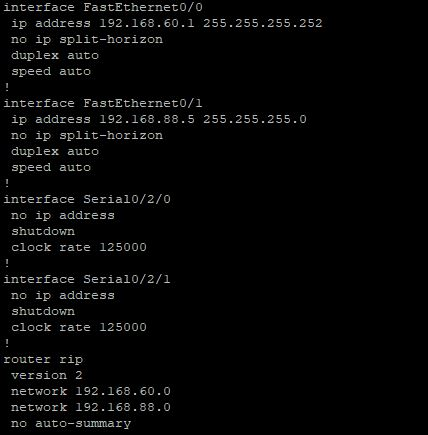 interface FastEthernet0/0
 ip address 192.168.60.1 255.255.255.252
 no ip split-horizon
 duplex auto
 speed auto
!
interface FastEthernet0/1
 ip address 192.168.88.5 255.255.255.0
 no ip split-horizon
 duplex auto
 speed auto
!
interface Serial0/2/0
 no ip address
 shutdown
 clock rate 125000
!
interface Serial0/2/1
 no ip address
 shutdown
 clock rate 125000
!
router rip
 version 2
 network 192.168.60.0
 network 192.168.88.0
 no auto-summary